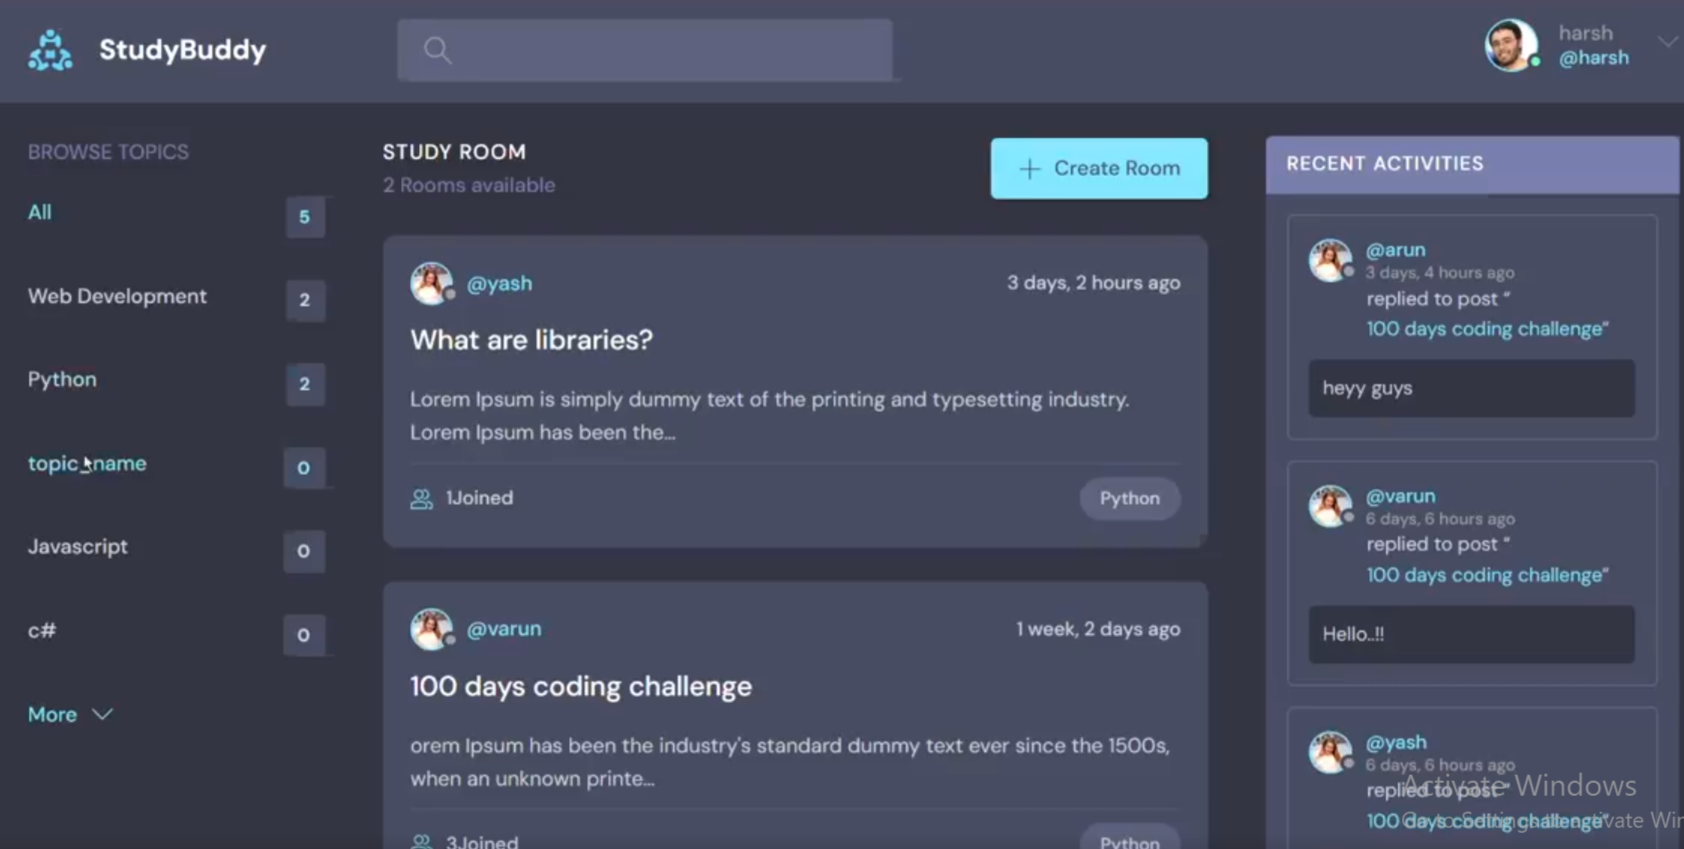 StudyBuddy
harsh
@harsh
BROWSE TOPICS
All
5
Web Development
2
Python
2
topic_name
0
Javascript
0
c#
0
More
STUDY ROOM
2 Rooms available
+ Create Room
@yash
3 days, 2 hours ago
What are libraries?
Lorem Ipsum is simply dummy text of the printing and typesetting industry.
Lorem Ipsum has been the...
1Joined
Python
@varun
1 week, 2 days ago
100 days coding challenge
orem Ipsum has been the industry's standard dummy text ever since the 1500s,
when an unknown printe...
3Joined
Python
RECENT ACTIVITIES
@arun
3 days, 4 hours ago
replied to post “
100 days coding challenge”
heyy guys
@varun
6 days, 6 hours ago
replied to post “
100 days coding challenge”
Hello..!!
@yash
6 days, 6 hours ago
replied to post “
100 days coding challenge”
Activate Windows
Go to Settings to activate Win